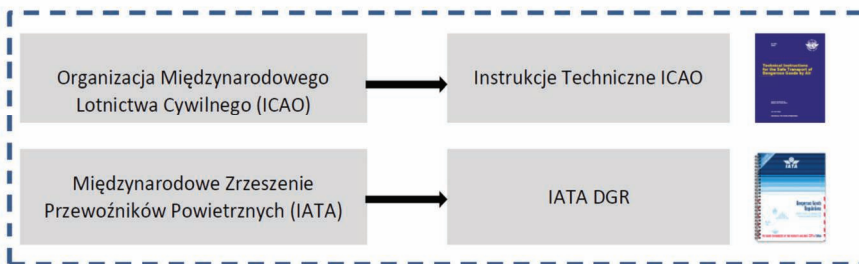 Organizacja Międzynarodowego
Lotnictwa Cywilnego (ICAO)
Instrukcje Techniczne ICAO
Technical Instructions
for the Safe Transport of
Dangerous Goods by Air
Międzynarodowe Zrzeszenie
Przewoźników Powietrznych (IATA)
IATA DGR
IATA
Dangerous Goods
Regulations